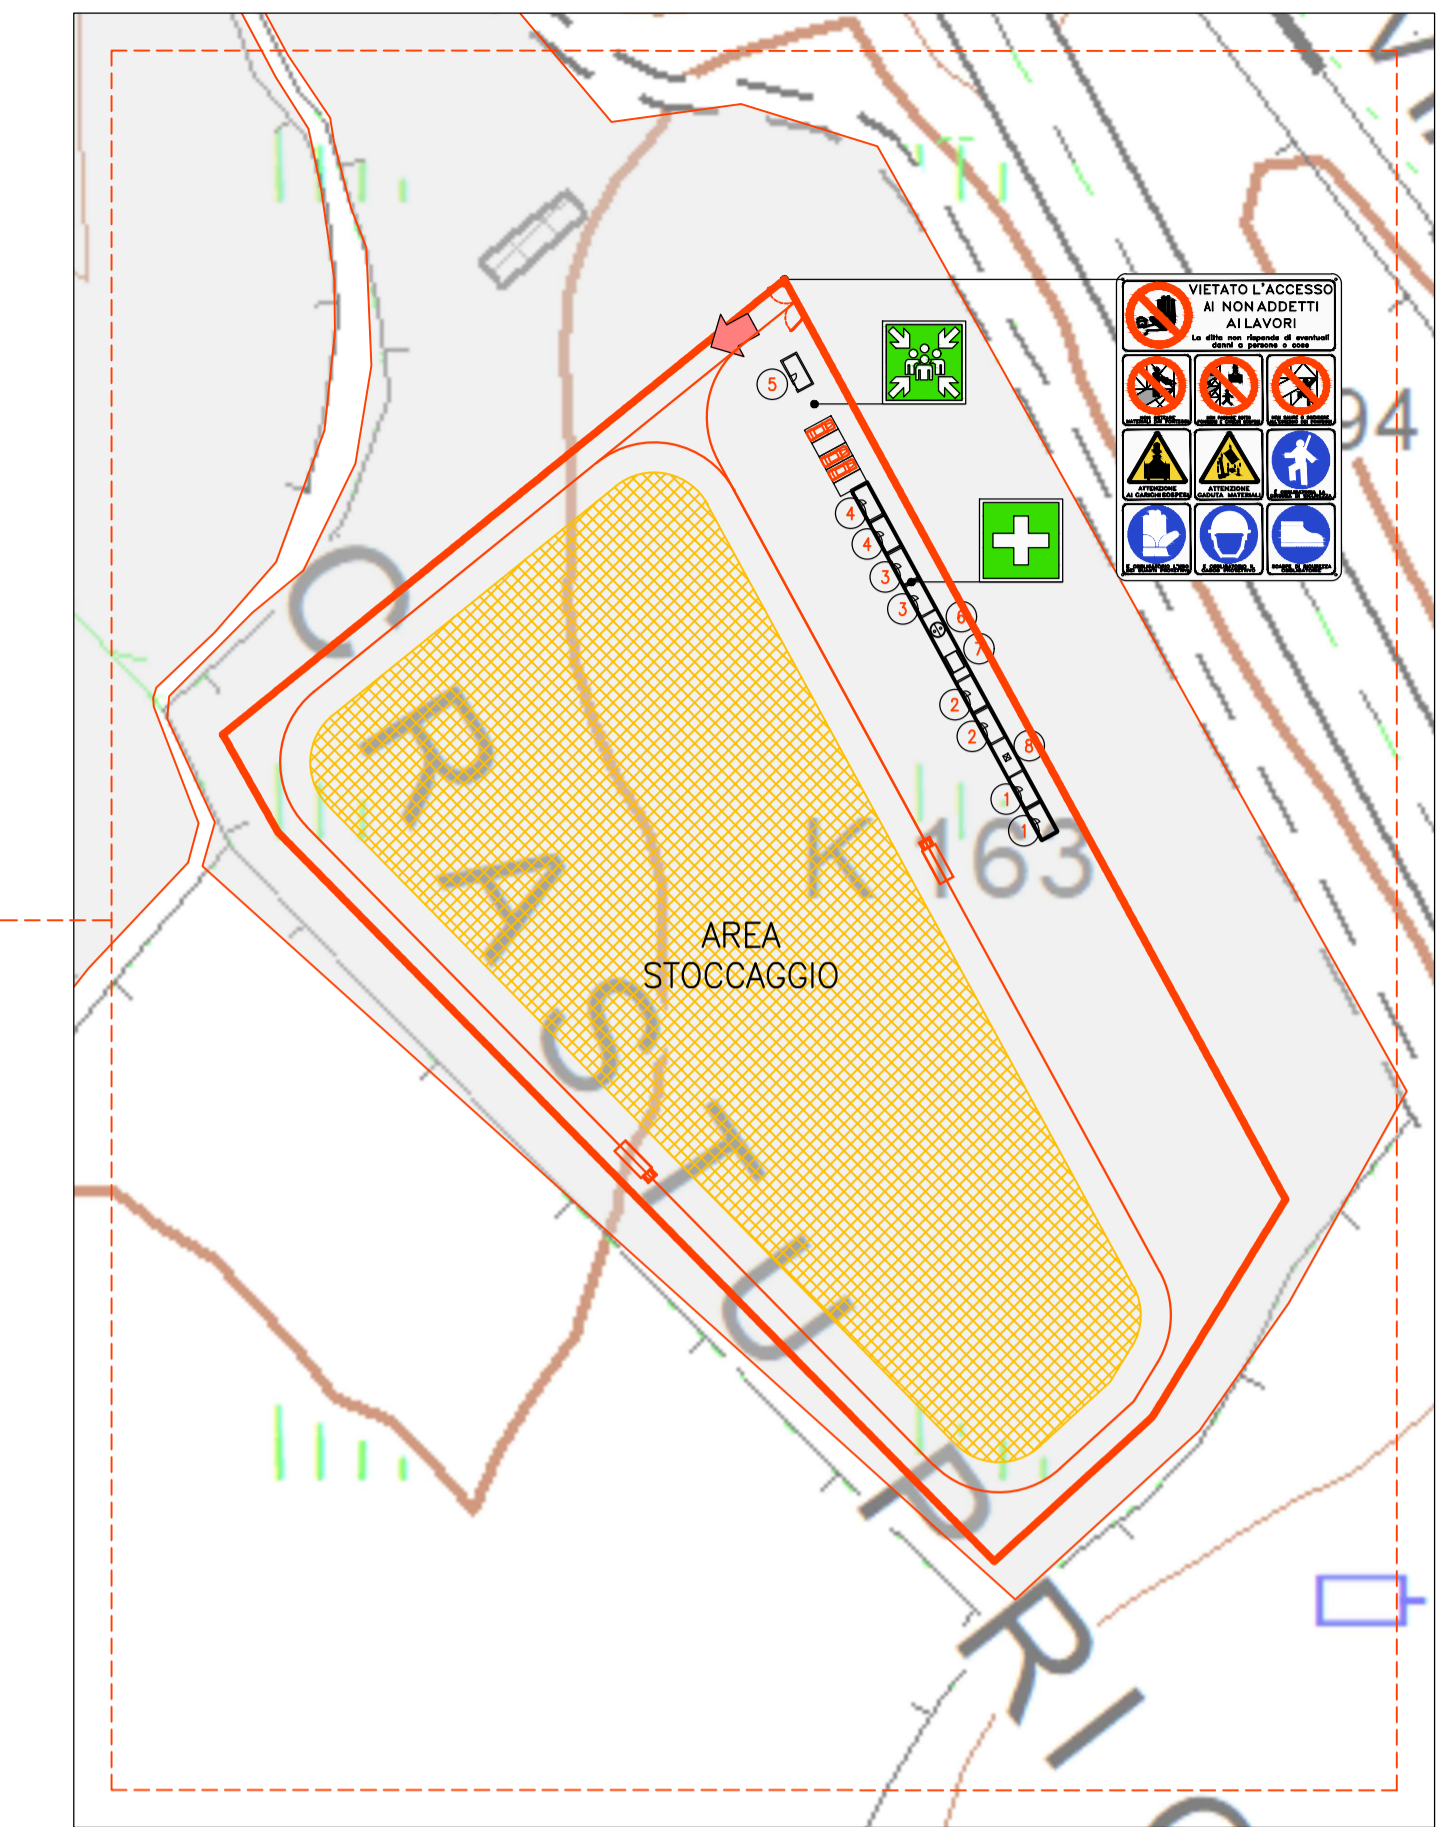 VIETATO L'ACCESSO
AI NON ADDETTI
AI LAVORI
La ditta non risponde di eventuali
danni a persone o cose
94
ATTENZIONE
AI CARICHI SOSPESI
ATTENZIONE
CADUTA MATERIALI
5
4
4
3
3
6
7
2
2
8
1
1
K 163
AREA
STOCCAGGIO
C
R
A
S
T
U
P
R
I